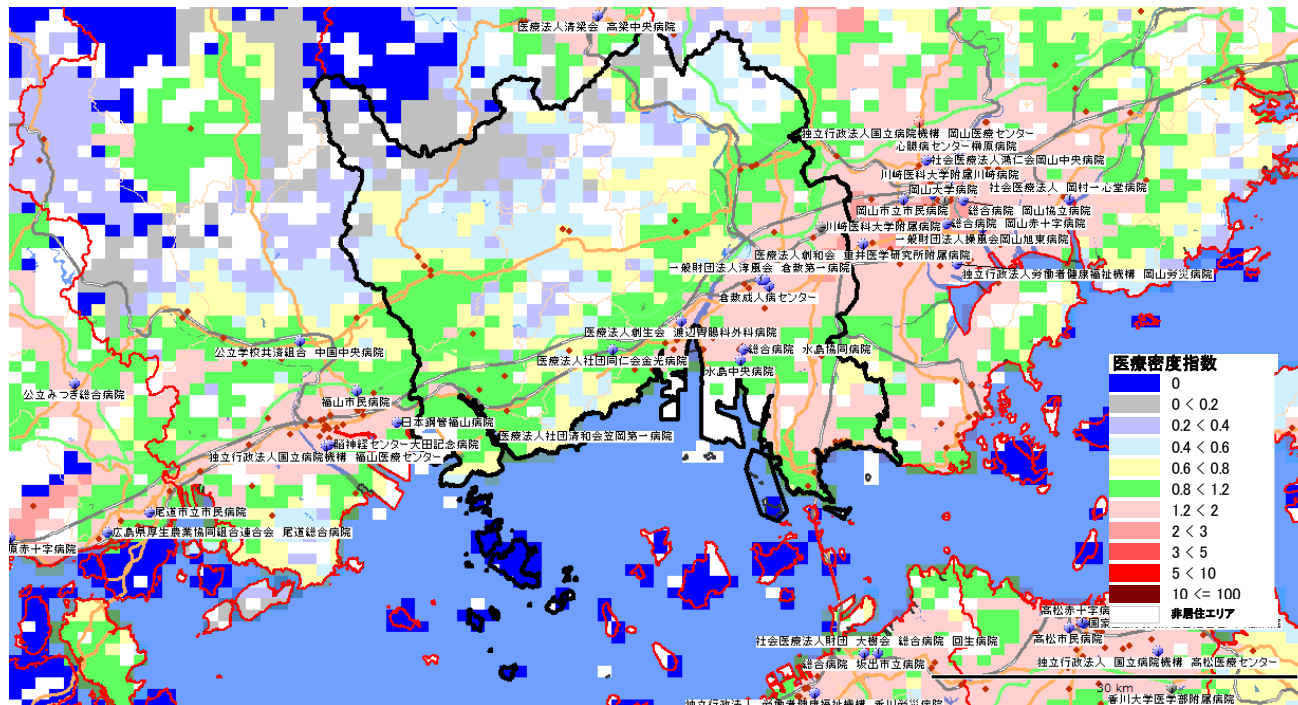 医療法人清梁会 高梁中央病院
独立行政法人国立病院機構 岡山医療センター
心臓病センター榊原病院
社会医療法人鴻仁会岡山中央病院
川崎医科大学附属川崎病院
岡山大学病院
社会医療法人 岡村一心堂病院
岡山市立市民病院
総合病院 岡山協立病院
川崎医科大学附属病院
総合病院 岡山赤十字病院
一般財団法人操風会岡山旭東病院
医療法人創和会 重井医学研究所附属病院
一般財団法人淳風会 倉敷第一病院
独立行政法人労働者健康福祉機構 岡山労災病院
倉敷成人病センター
医療法人創生会 渡辺胃腸科外科病院
公立学校共済組合 中国中央病院
医療法人社団同仁会金光病院
総合病院 水島協同病院
水島中央病院
医療密度指数
0
0 < 0.2
0.2 < 0.4
0.4 < 0.6
0.6 < 0.8
0.8 < 1.2
1.2 < 2
2 < 3
3 < 5
5 < 10
10 <= 100
非居住エリア
公立みつぎ総合病院
福山市民病院
日本鋼管福山病院
医療法人社団清和会笠岡第一病院
脳神経センター大田記念病院
独立行政法人国立病院機構 福山医療センター
尾道市立市民病院
広島県厚生農業協同組合連合会 尾道総合病院
原赤十字病院
高松赤十字病
国家
社会医療法人財団 大樹会 総合病院 回生病院
高松市民病院
総合病院 坂出市立病院
独立行政法人 国立病院機構 高松医療センター
30 km
独立行政法人 労働者健康福祉機構 香川労災病院
香川大学医学部附属病院